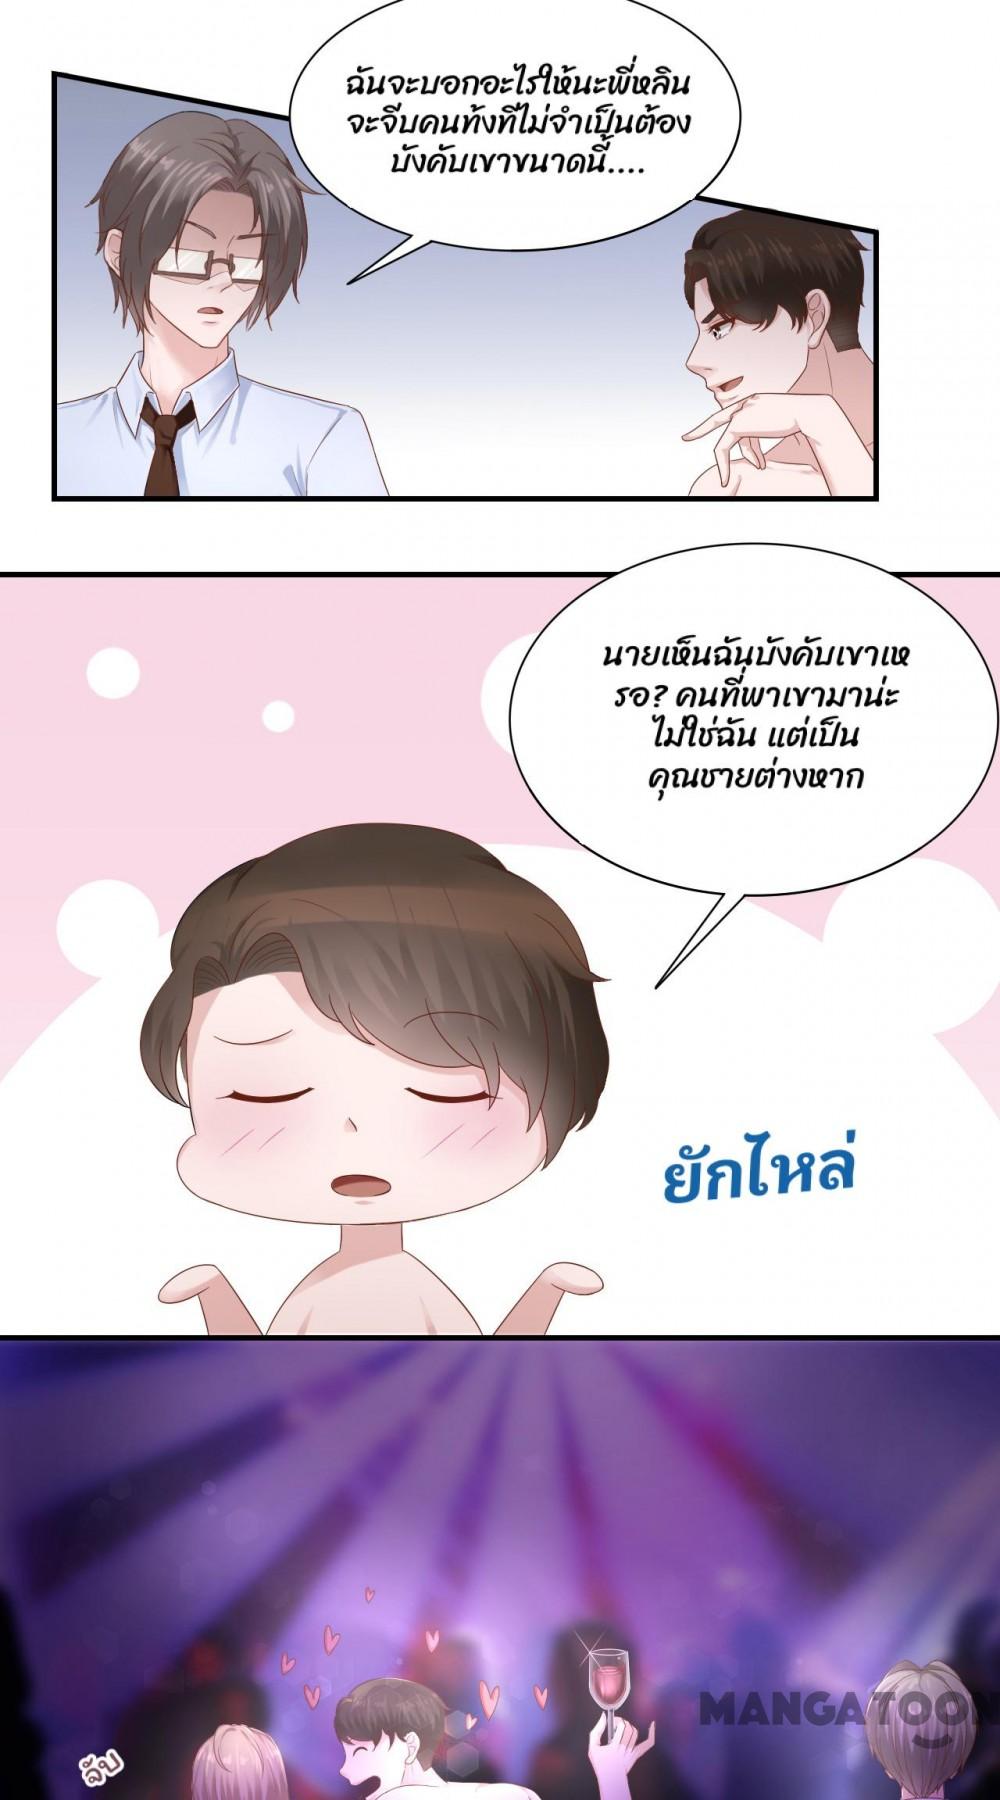 ฉันจะบอกอะไรให้นะพี่หลิน
จะจีบคนทั้งทีไม่จำเป็นต้อง
บังคับเขาขนาดนี้....
นายเห็นฉันบังคับเขาเห
รอ? คนที่พาเขามาน่ะ
ไม่ใช่ฉัน แต่เป็น
คุณชายต่างหาก
ยักไหล่
MANGATOON
ลับ